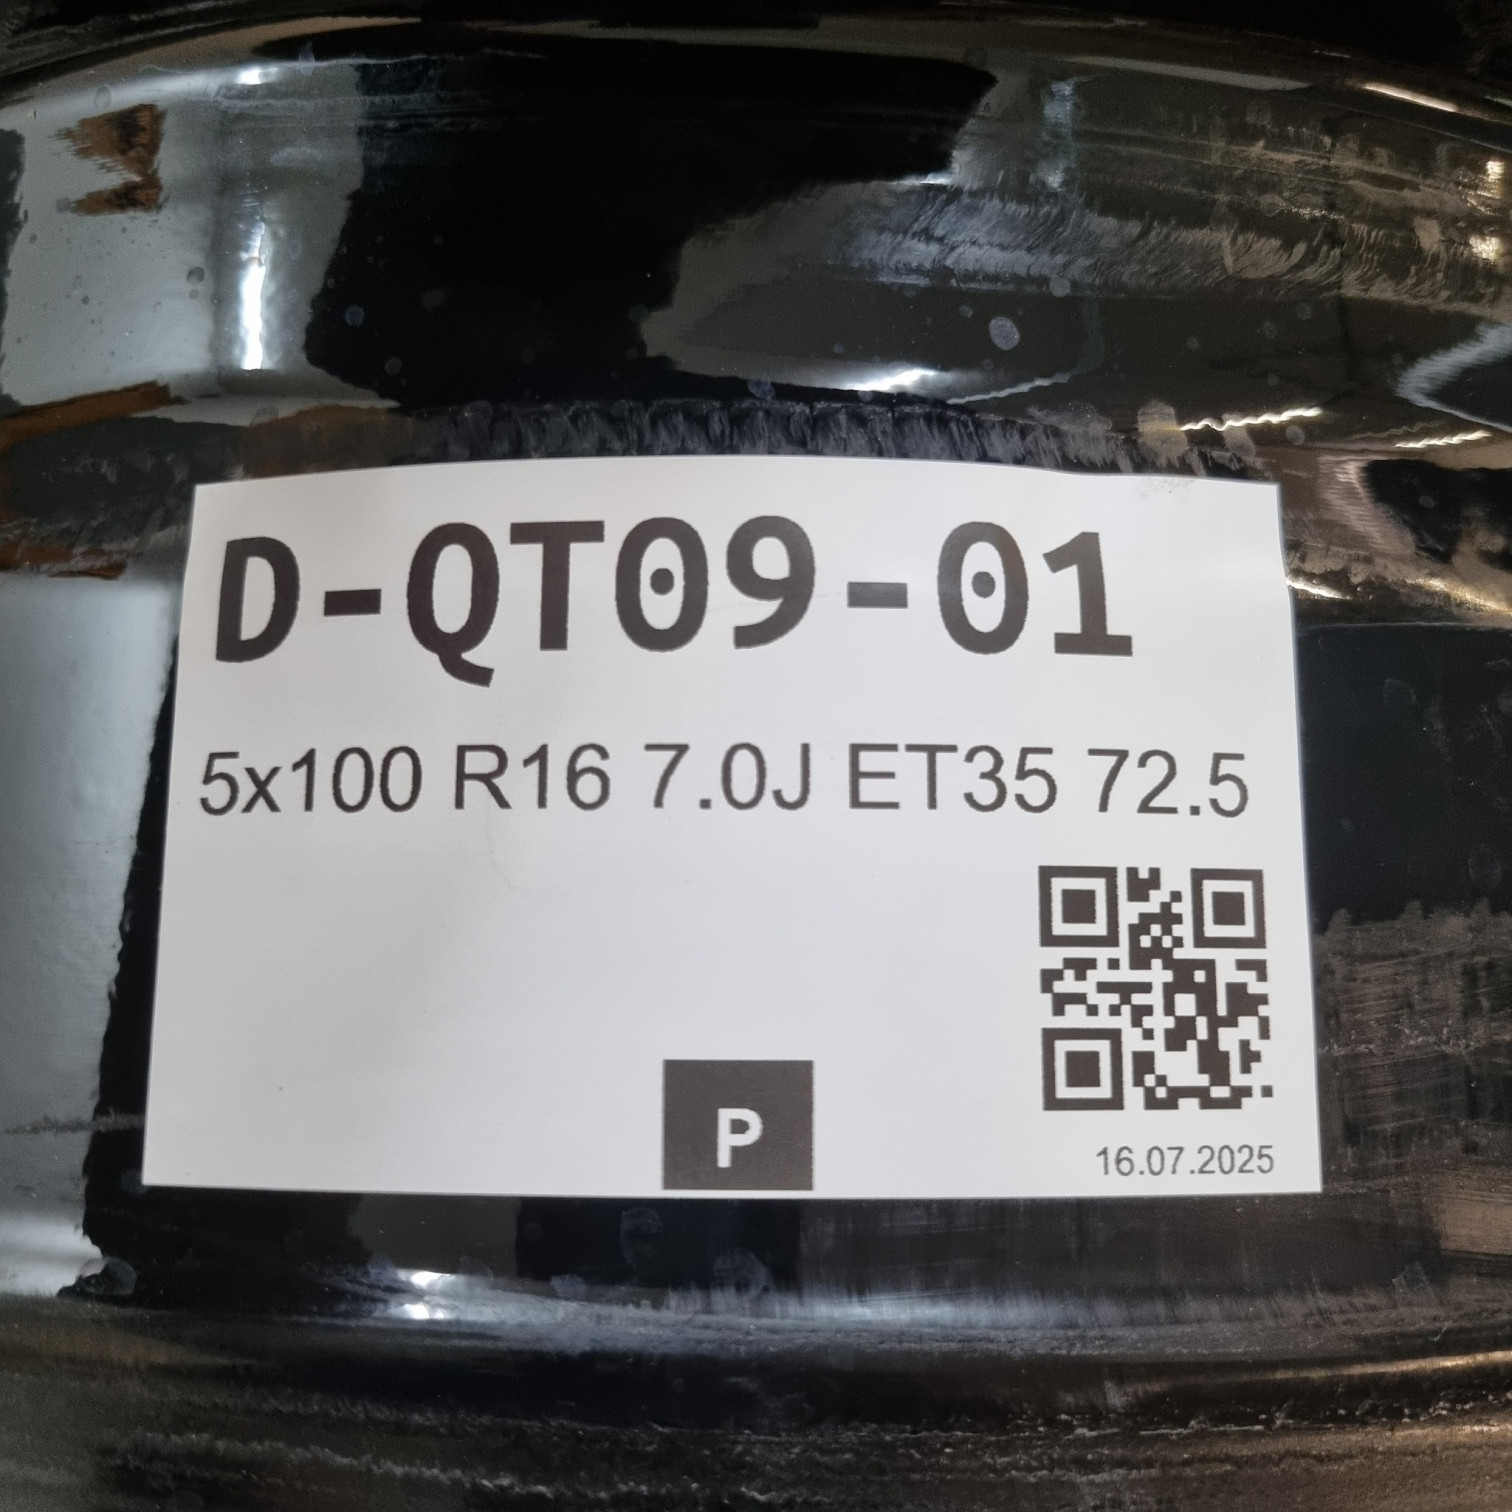 D-QT09-01
5x100 R16 7.0J ET35 72.5
P
16.07.2025